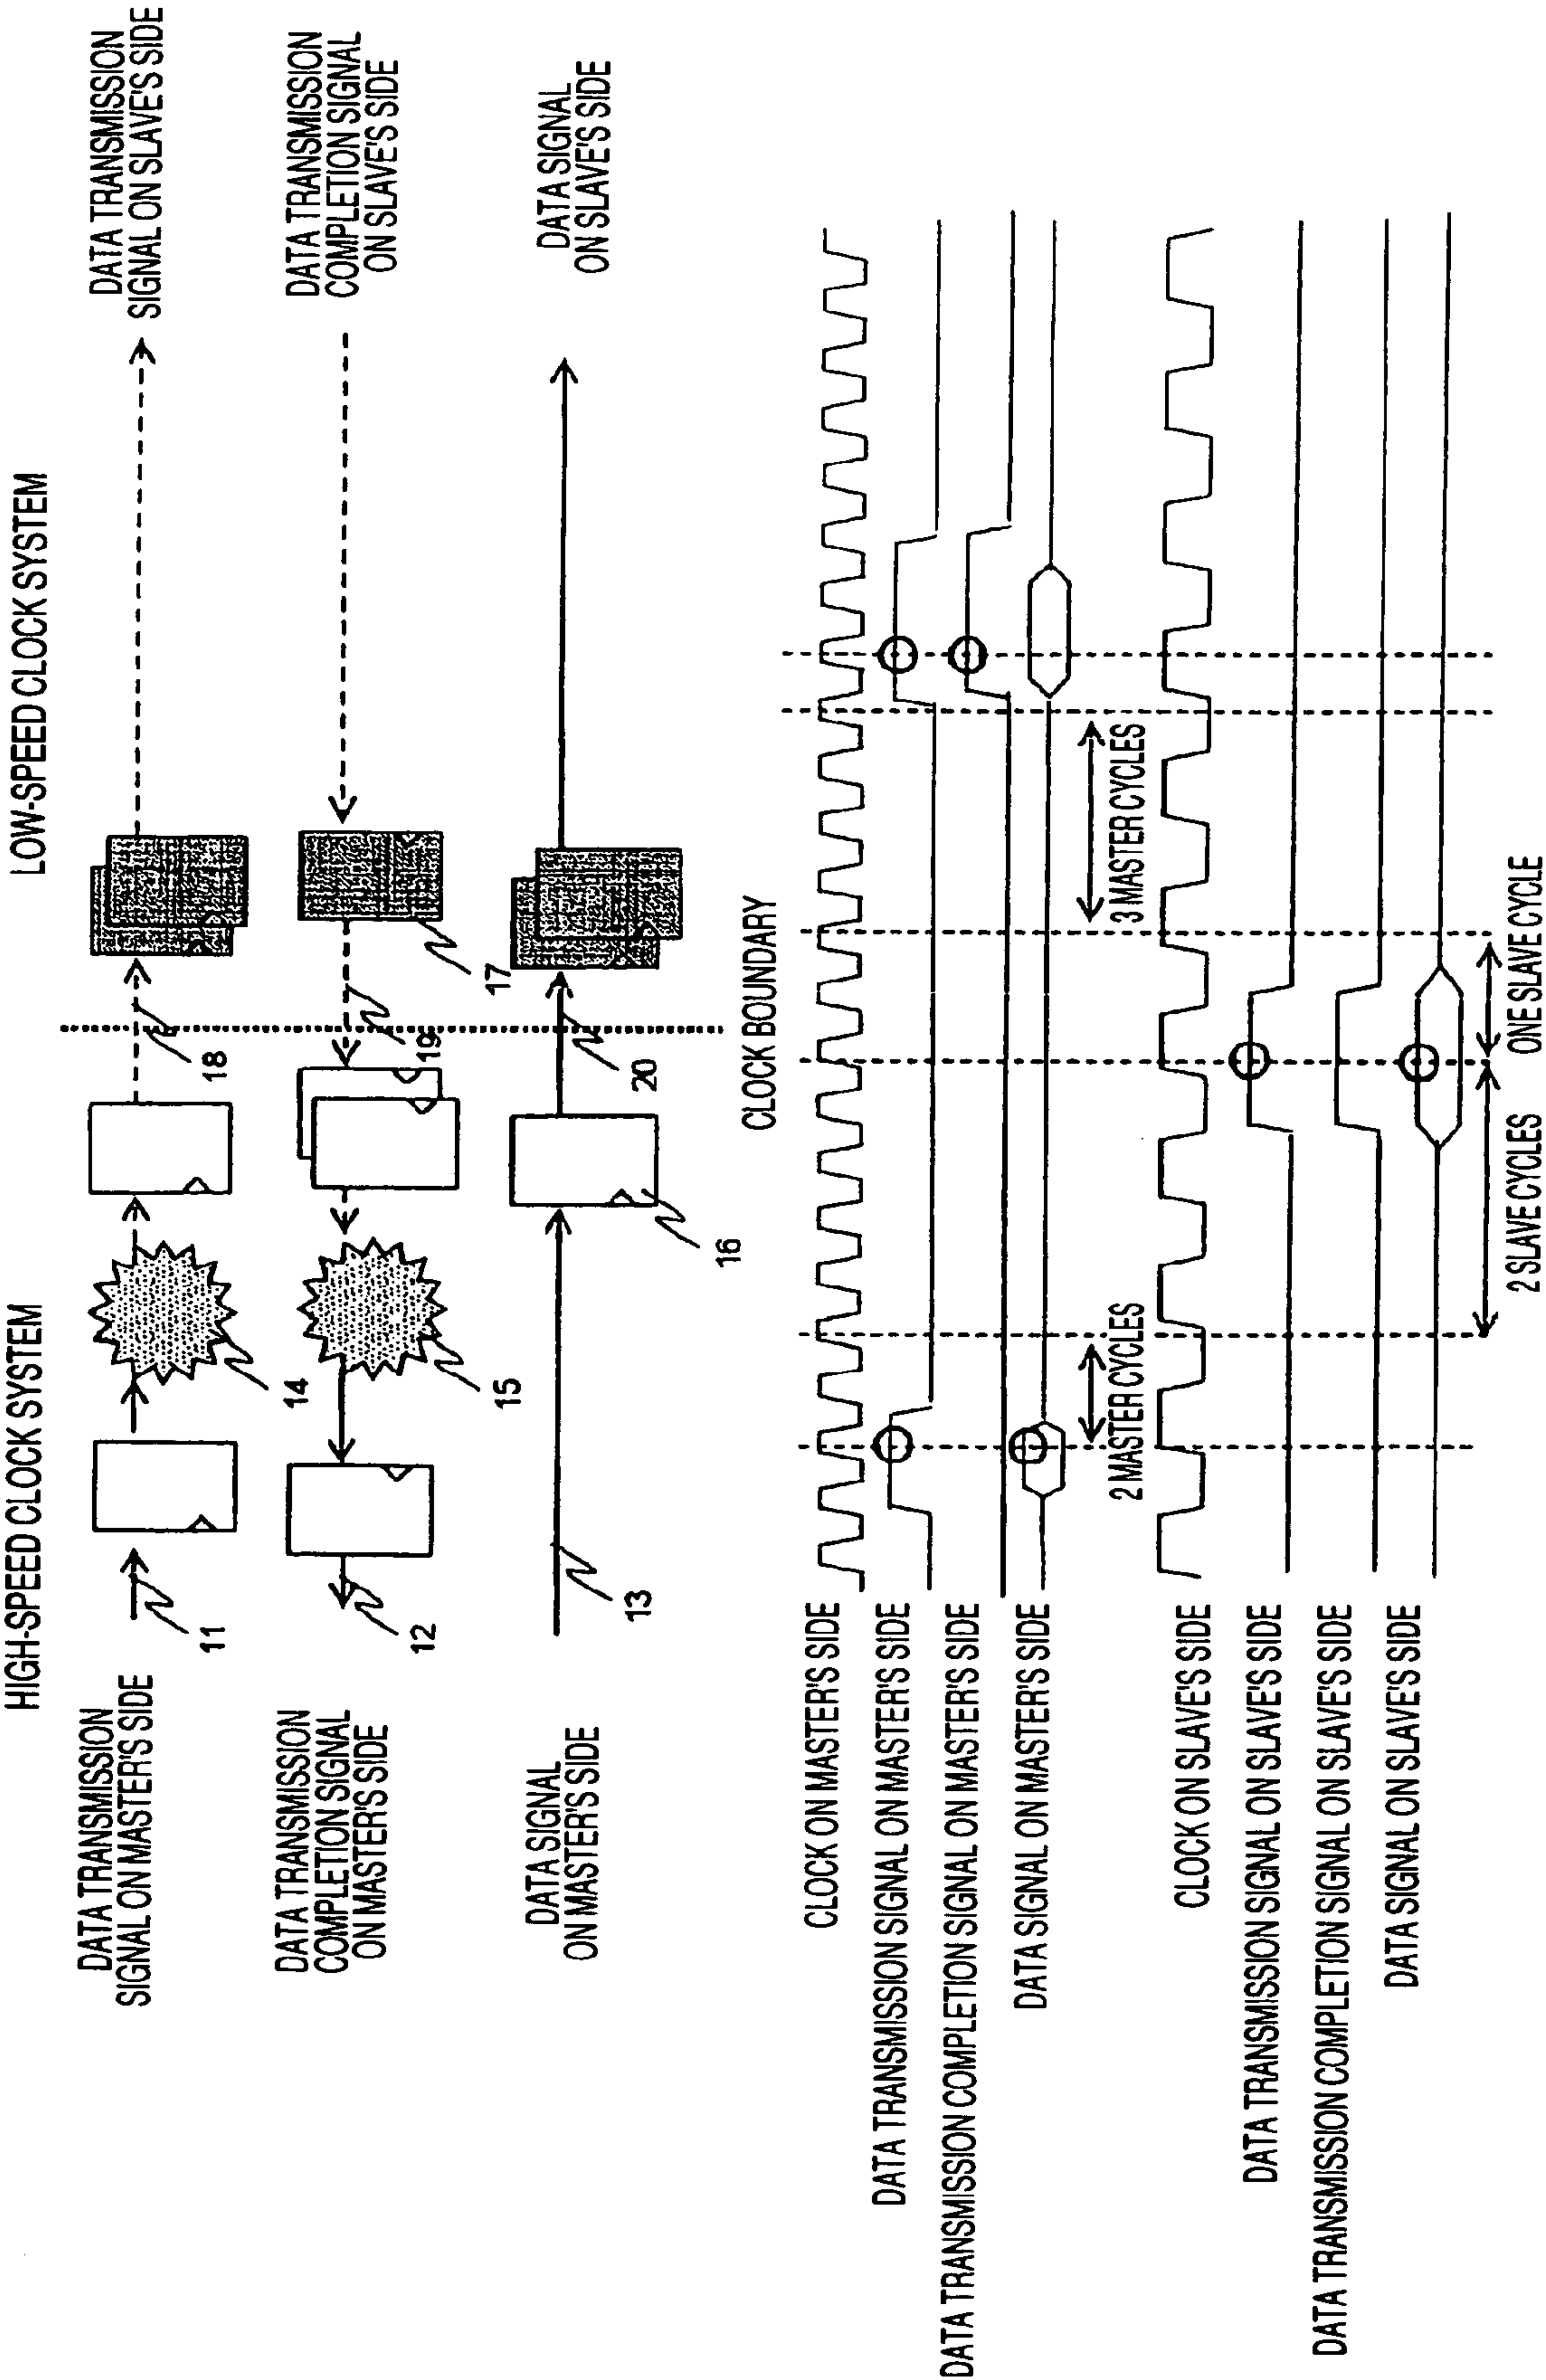 HIGH-SPEED CLOCK SYSTEM
LOW-SPEED CLOCK SYSTEM
DATA TRANSMISSION
SIGNAL ON MASTER'S SIDE
11
14
18
DATA TRANSMISSION
SIGNAL ON SLAVE'S SIDE
DATA TRANSMISSION
COMPLETION SIGNAL
ON MASTER'S SIDE
12
15
19
17
DATA TRANSMISSION
COMPLETION SIGNAL
ON SLAVE'S SIDE
DATA SIGNAL
ON MASTER'S SIDE
13
16
20
DATA SIGNAL
ON SLAVE'S SIDE
CLOCK BOUNDARY
CLOCK ON MASTER'S SIDE
DATA TRANSMISSION SIGNAL ON MASTER'S SIDE
DATA TRANSMISSION COMPLETION SIGNAL ON MASTER'S SIDE
DATA SIGNAL ON MASTER'S SIDE
2 MASTER CYCLES
3 MASTER CYCLES
CLOCK ON SLAVE'S SIDE
DATA TRANSMISSION SIGNAL ON SLAVE'S SIDE
DATA TRANSMISSION COMPLETION SIGNAL ON SLAVE'S SIDE
DATA SIGNAL ON SLAVE'S SIDE
2 SLAVE CYCLES
ONE SLAVE CYCLE